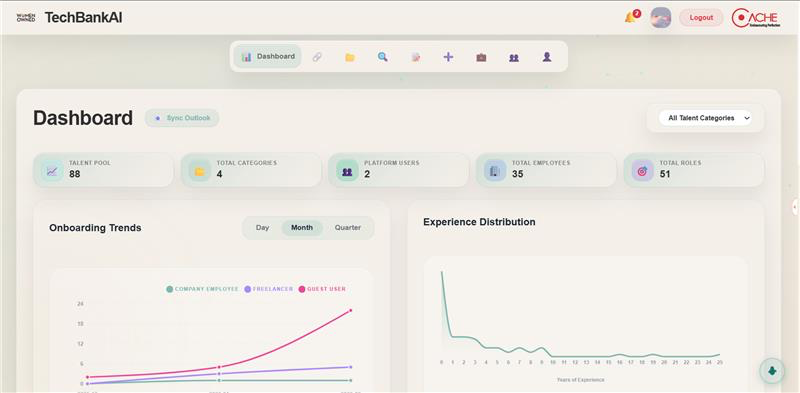 WOMEN OWNED
TechBankAI
2
Logout
CACHE
Dashboard
Dashboard
Sync Outlook
All Talent Categories
TALENT POOL
88
TOTAL CATEGORIES
4
PLATFORM USERS
2
TOTAL EMPLOYEES
35
TOTAL ROLES
51
Onboarding Trends
Day Month Quarter
COMPANY EMPLOYEE FREELANCER GUEST USER
24
18
12
6
0
Experience Distribution
0 1 2 3 4 5 6 7 8 9 10 11 12 13 14 15 16 17 18 19 20 21 22 23 24 25
Years of Experience